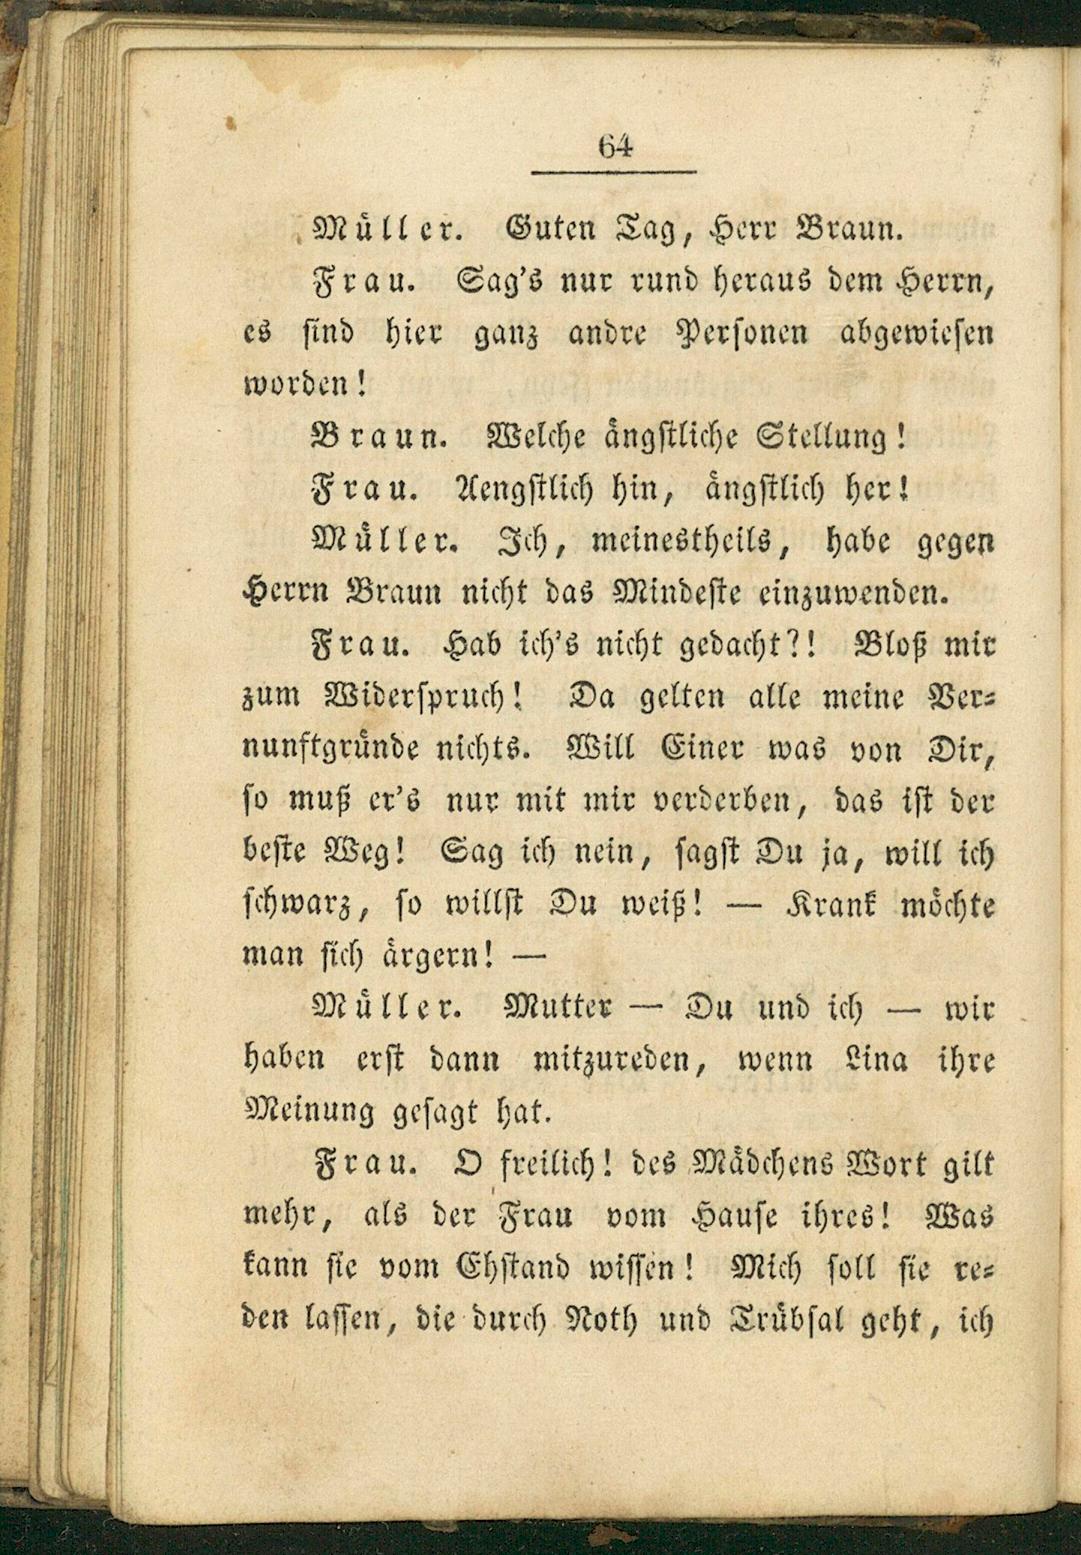 64
Müller. Guten Tag, Herr Braun.
Frau. Sag's nur rund heraus dem Herrn,
es sind hier ganz andre Personen abgewiesen
worden!
Braun. Welche ängstliche Stellung!
Frau. Aengstlich hin, ängstlich her!
Müller. Ich, meinestheils, habe gegen
Herrn Braun nicht das Mindeste einzuwenden.
Frau. Hab ich's nicht gedacht?! Bloß mir
zum Widerspruch! Da gelten alle meine Ver-
nunftgründe nichts. Will Einer was von Dir,
so muß er's nur mit mir verderben, das ist der
beste Weg! Sag ich nein, sagst Du ja, will ich
schwarz, so willst Du weiß! — Krank möchte
man sich ärgern! —
Müller. Mutter — Du und ich — wir
haben erst dann mitzureden, wenn Lina ihre
Meinung gesagt hat.
Frau. O freilich! des Mädchens Wort gilt
mehr, als der Frau vom Hause ihres! Was
kann sie vom Ehstand wissen! Mich soll sie re-
den lassen, die durch Noth und Trübsal geht, ich